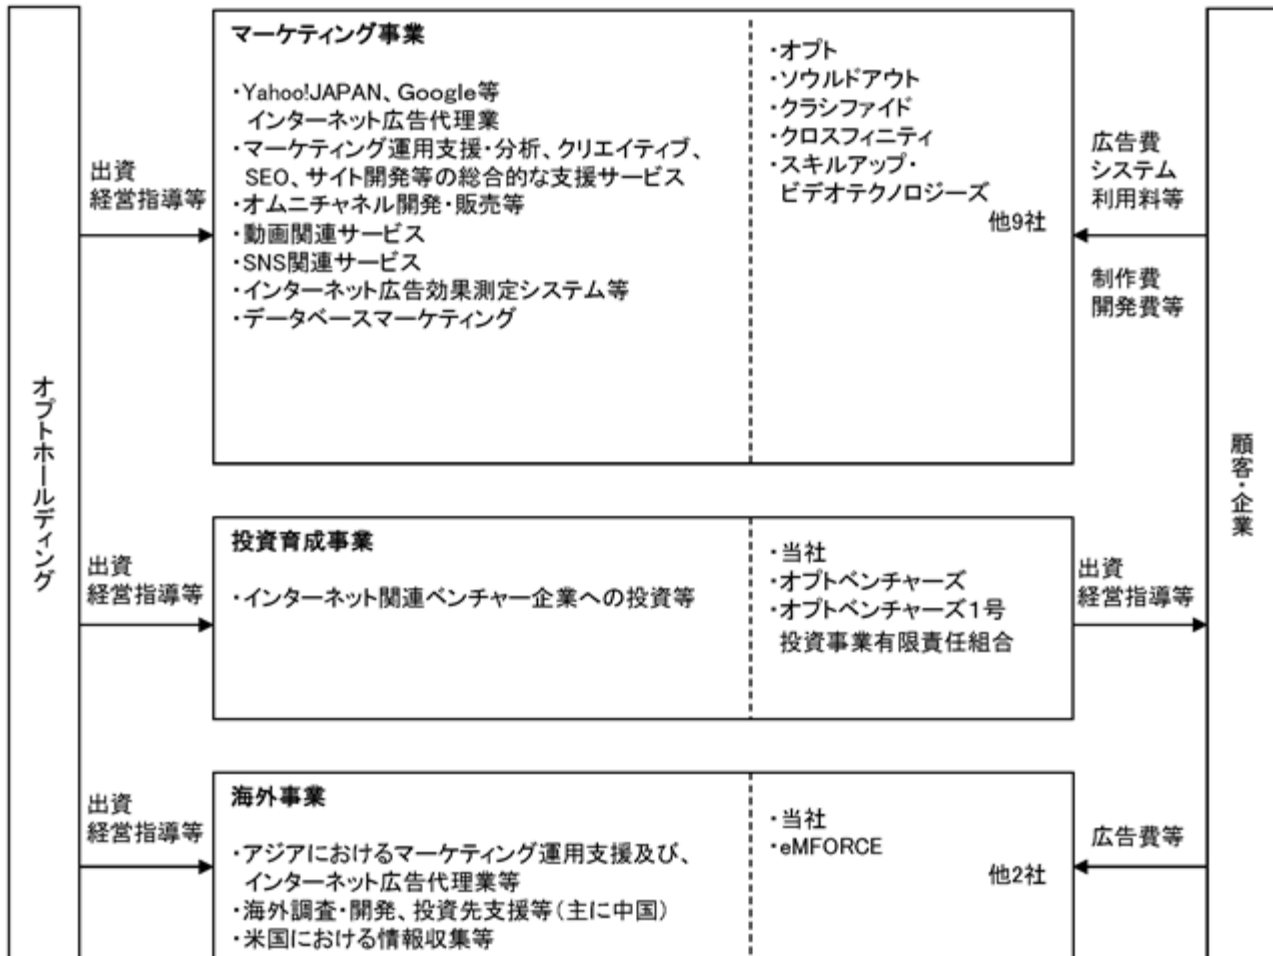 オプトホールディング
出資
経営指導等
マーケティング事業
・Yahoo!JAPAN、Google等
インターネット広告代理業
・マーケティング運用支援・分析、クリエイティブ、
SEO、サイト開発等の総合的な支援サービス
・オムニチャネル開発・販売等
・動画関連サービス
・SNS関連サービス
・インターネット広告効果測定システム等
・データベースマーケティング
・オプト
・ソウルドアウト
・クラシファイド
・クロスフィニティ
・スキルアップ・
ビデオテクノロジーズ
他9社
広告費
システム
利用料等
制作費
開発費等
顧客・企業
出資
経営指導等
投資育成事業
・インターネット関連ベンチャー企業への投資等
・当社
・オプトベンチャーズ
・オプトベンチャーズ1号
投資事業有限責任組合
出資
経営指導等
出資
経営指導等
海外事業
・アジアにおけるマーケティング運用支援及び、
インターネット広告代理業等
・海外調査・開発、投資先支援等(主に中国)
・米国における情報収集等
・当社
・eMFORCE
他2社
広告費等